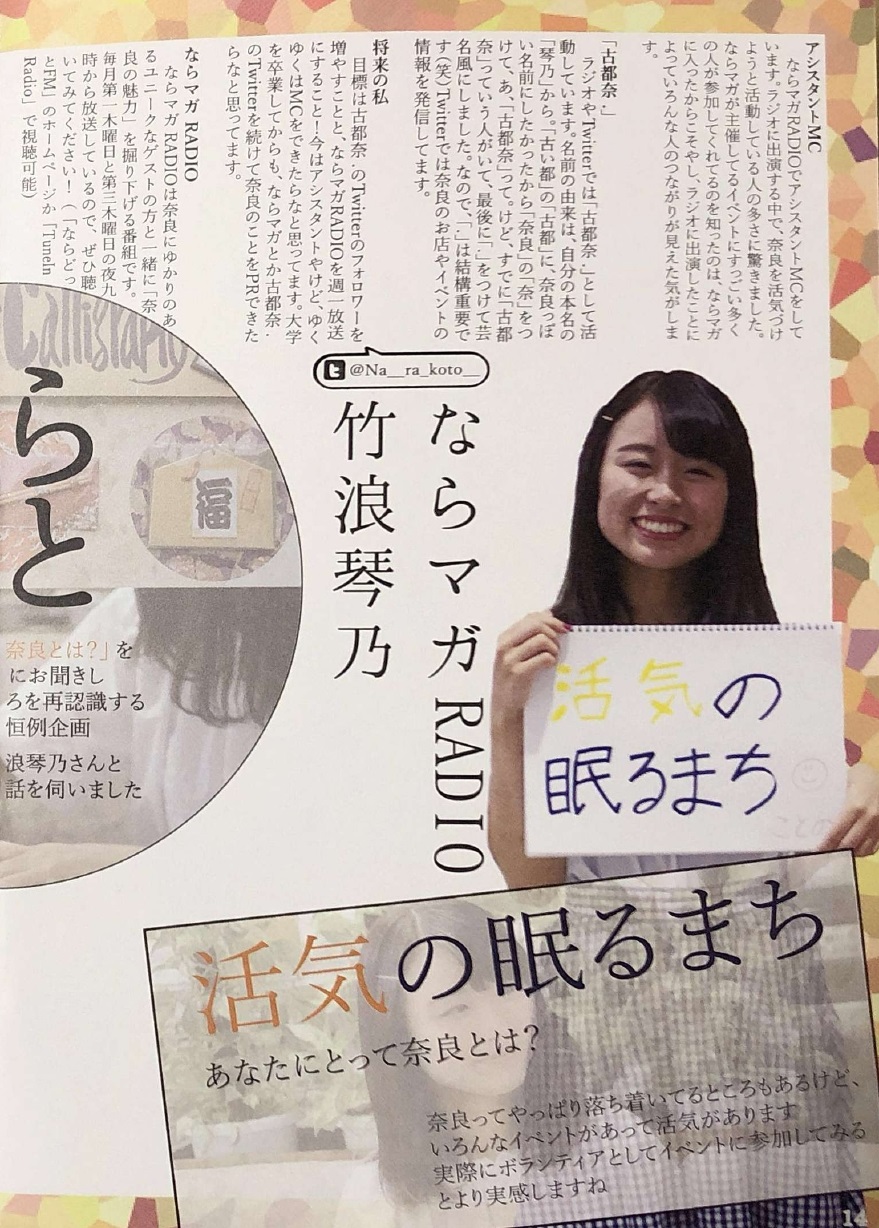 アシスタントMC
ならマガRADIOでアシスタントMCをして
います。ラジオに出演する中で、奈良を活気づけ
ようと活動している人の多さに驚きました。
ならマガが主催してるイベントにすっごい多く
の人が参加してくれてるのを知ったのは、ならマガ
に入ったからこそやし、ラジオに出演したことに
よっていろんな人のつながりが見えた気がしま
す。
「古都奈.」
ラジオやTwitterでは「古都奈.」として活
動しています。名前の由来は、自分の本名の
「琴乃」から。「古い都」の「古都」に、奈良っぽ
い名前にしたかったから「奈良」の「奈」をつ
けて、あ、「古都奈」って。けど、すでに「古都
奈」っていう人がいて、最後に「.」をつけて芸
名風にしました。なので、「.」は結構重要で
す(笑)Twitterでは奈良のお店やイベントの
情報を発信してます。
将来の私
目標は古都奈.のTwitterのフォロワーを
増やすことと、ならマガRADIOを週一放送
にすること!今はアシスタントやけど、ゆく
ゆくはMCをできたらなと思ってます。大学
を卒業してからも、ならマガとか古都奈.
のTwitterを続けて奈良のことをPRできた
らなと思ってます。
ならマガ RADIO
ならマガRADIOは奈良にゆかりのあ
るユニークなゲストの方と一緒に「奈
良の魅力」を掘り下げる番組です。
毎月第一木曜日と第三木曜日の夜九
時から放送しているので、ぜひ聴
いてみてください!(「ならどっ
とFM」のホームページか「TuneIn
Radio」で視聴可能)
@Na__ra_koto__
ならマガRADIO
竹浪琴乃
Calligraphy
福
らと
奈良とは?」を
にお聞きし
ろを再認識する
恒例企画
浪琴乃さんと
話を伺いました
活気の
眠るまち
ことの
活気の眠るまち
あなたにとって奈良とは?
奈良ってやっぱり落ち着いてるところもあるけど、
いろんなイベントがあって活気があります
実際にボランティアとしてイベントに参加してみる
とより実感しますね
14